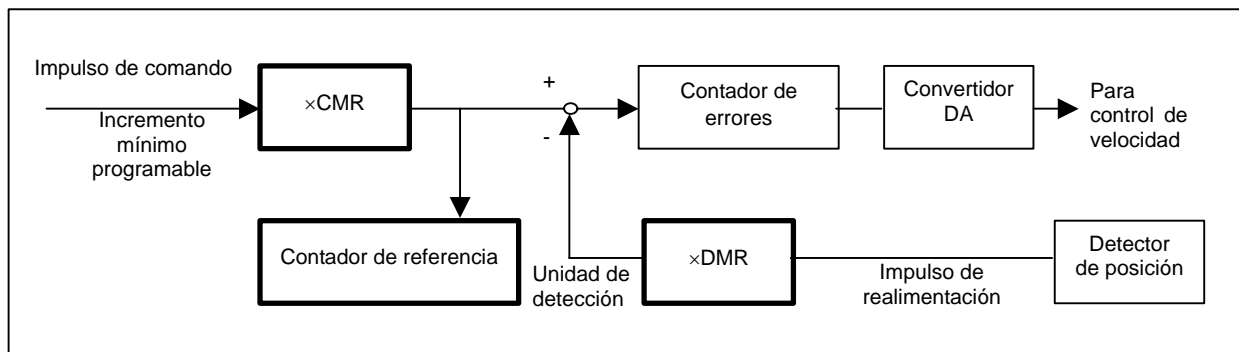 Impulso de comando
Incremento
mínimo
programable
×CMR
+
-
Contador de
errores
Convertidor
DA
Para
control de
velocidad
Contador de referencia
Unidad de
detección
×DMR
Impulso de
realimentación
Detector
de posición